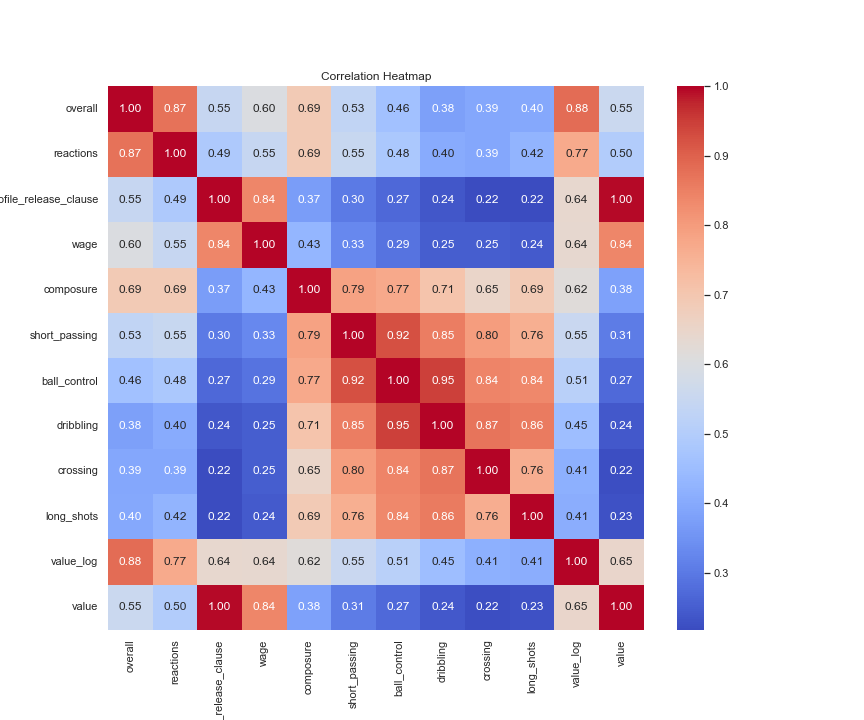 Correlation Heatmap
overall 1.00 0.87 0.55 0.60 0.69 0.53 0.46 0.38 0.39 0.40 0.88 0.55
reactions 0.87 1.00 0.49 0.55 0.69 0.55 0.48 0.40 0.39 0.42 0.77 0.50
ofile_release_clause 0.55 0.49 1.00 0.84 0.37 0.30 0.27 0.24 0.22 0.22 0.64 1.00
wage 0.60 0.55 0.84 1.00 0.43 0.33 0.29 0.25 0.25 0.24 0.64 0.84
composure 0.69 0.69 0.37 0.43 1.00 0.79 0.77 0.71 0.65 0.69 0.62 0.38
short_passing 0.53 0.55 0.30 0.33 0.79 1.00 0.92 0.85 0.80 0.76 0.55 0.31
ball_control 0.46 0.48 0.27 0.29 0.77 0.92 1.00 0.95 0.84 0.84 0.51 0.27
dribbling 0.38 0.40 0.24 0.25 0.71 0.85 0.95 1.00 0.87 0.86 0.45 0.24
crossing 0.39 0.39 0.22 0.25 0.65 0.80 0.84 0.87 1.00 0.76 0.41 0.22
long_shots 0.40 0.42 0.22 0.24 0.69 0.76 0.84 0.86 0.76 1.00 0.41 0.23
value_log 0.88 0.77 0.64 0.64 0.62 0.55 0.51 0.45 0.41 0.41 1.00 0.65
value 0.55 0.50 1.00 0.84 0.38 0.31 0.27 0.24 0.22 0.23 0.65 1.00
overall
reactions
_release_clause
wage
composure
short_passing
ball_control
dribbling
crossing
long_shots
value_log
value
1.0
0.9
0.8
0.7
0.6
0.5
0.4
0.3